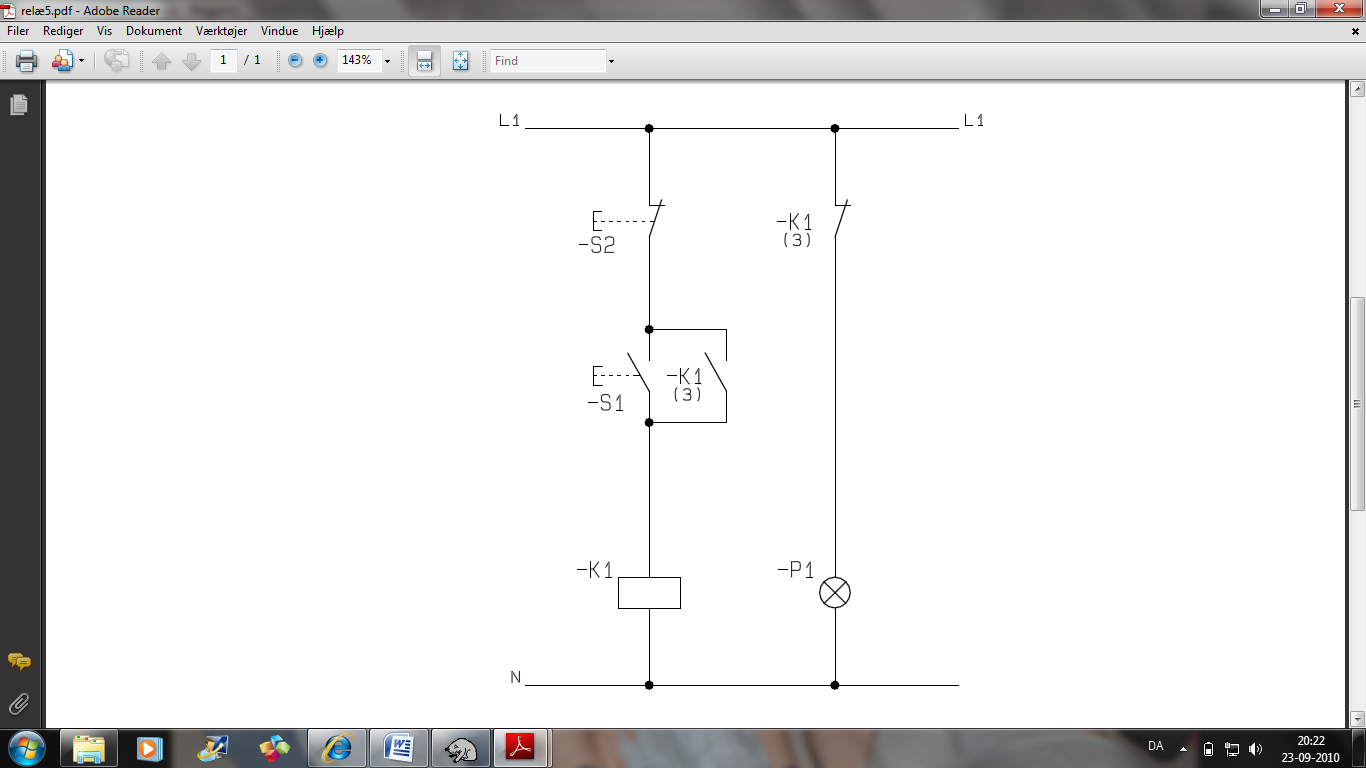 relæ5.pdf - Adobe Reader
Filer Rediger Vis Dokument Værktøjer Vindue Hjælp
1 / 1 143% Find
L1 L1
-S2
-K1
(3)
-S1
-K1
(3)
-K1
-P1
N
DA
20:22
23-09-2010